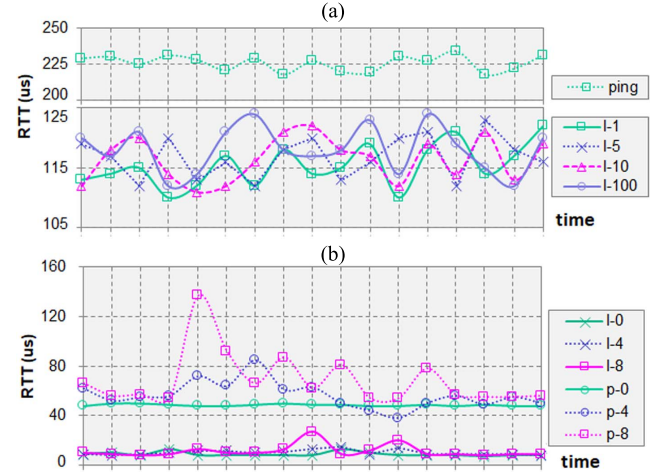 (a)
250
225
200
RTT (us)
ping
125
115
105
I-1
I-5
I-10
I-100
time
(b)
160
120
80
40
0
RTT (us)
I-0
I-4
I-8
p-0
p-4
p-8
time